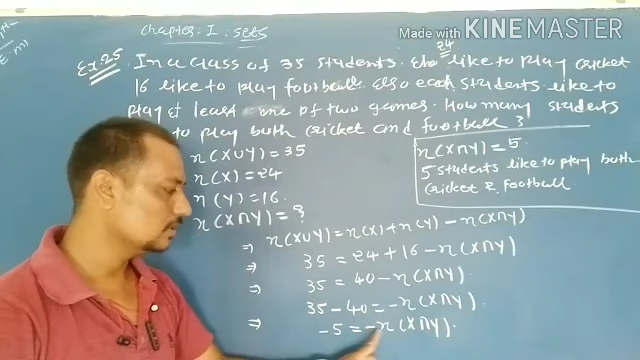 Made with KINEMASTER
Chapter-I. sets
Ex 25 In a class of 35 students. 24 like to play cricket
16 like to play football also each students like to
play at least one of two games. How many students
to play both cricket and football?
n(X∪Y)=35
n(X)=24
n(Y)=16.
n(X∩Y)=?
n(X∩Y)=5.
5 students like to play both
cricket & football
⇒ n(X∪Y)=n(X)+n(Y)-n(X∩Y)
⇒ 35 = 24+16-n(X∩Y)
⇒ 35 = 40-n(X∩Y).
35-40=-n(X∩Y).
⇒ -5=-n(X∩Y).